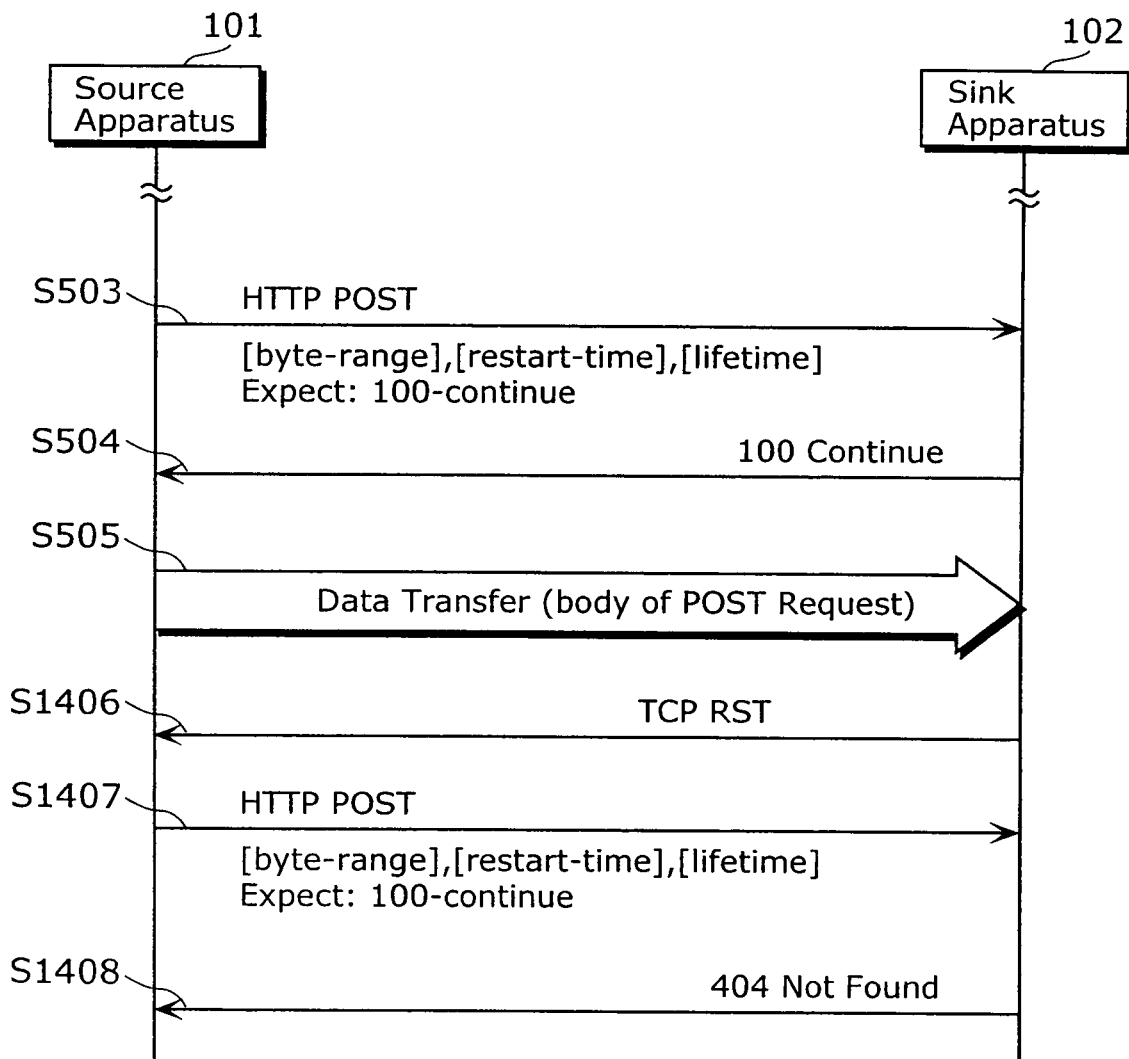 101
102
Source
Apparatus
Sink
Apparatus
S503
HTTP POST
[byte-range],[restart-time],[lifetime]
Expect: 100-continue
S504
100 Continue
S505
Data Transfer (body of POST Request)
S1406
TCP RST
S1407
HTTP POST
[byte-range],[restart-time],[lifetime]
Expect: 100-continue
S1408
404 Not Found